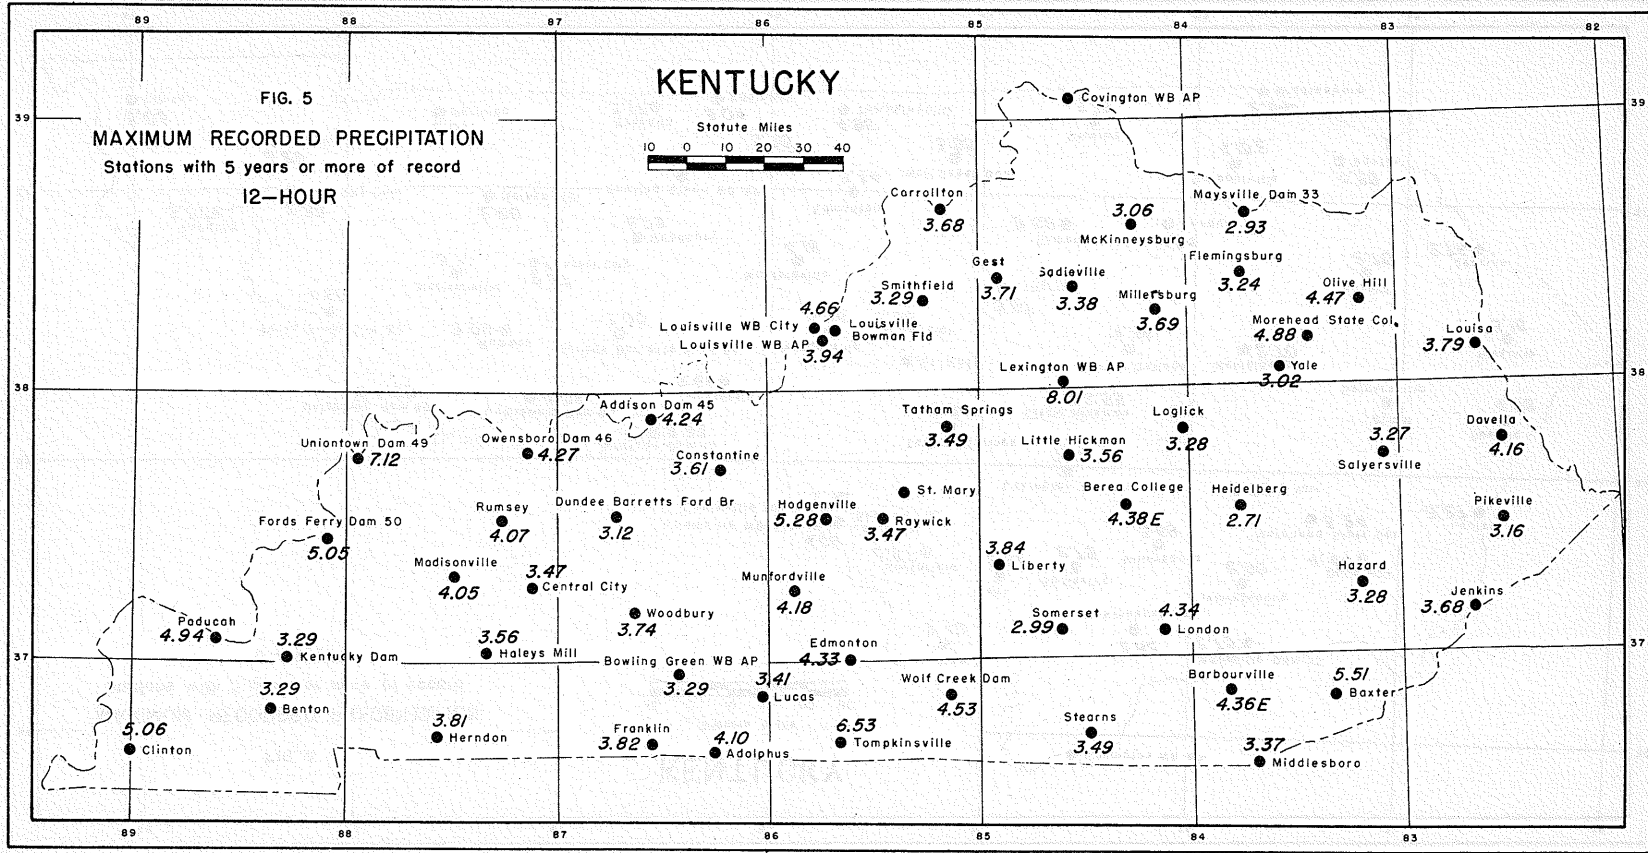 89 88 87 86 85 84 83 82
KENTUCKY
FIG. 5
MAXIMUM RECORDED PRECIPITATION
Stations with 5 years or more of record
12—HOUR
Statute Miles
10 0 10 20 30 40
39
39
Covington WB AP
Carrollton
3.68
3.06
McKinneysburg
Maysville Dam 33
2.93
Gest
3.71
Sadieville
3.38
Flemingsburg
3.24
Smithfield
3.29
Millersburg
3.69
Olive Hill
4.47
4.66
Louisville WB City
Louisville
Bowman Fld
Louisville WB AP
3.94
Morehead State Col.
4.88
Louisa
3.79
Yale
3.02
Lexington WB AP
8.01
38
38
Addison Dam 45
4.24
Tatham Springs
3.49
Loglick
3.28
Davella
4.16
Uniontown Dam 49
7.12
Owensboro Dam 46
4.27
Constantine
3.61
Little Hickman
3.56
3.27
Salyersville
St. Mary
Rumsey
4.07
Dundee Barretts Ford Br
3.12
Hodgenville
5.28
Raywick
3.47
Berea College
4.38 E
Heidelberg
2.71
Pikeville
3.16
Fords Ferry Dam 50
5.05
Madisonville
4.05
3.47
Central City
Munfordville
4.18
3.84
Liberty
Hazard
3.28
Jenkins
3.68
Paducah
4.94
Woodbury
3.74
Somerset
2.99
4.34
London
37
37
3.29
Kentucky Dam
3.56
Haleys Mill
Bowling Green WB AP
3.29
Edmonton
4.33
3.41
Lucas
Wolf Creek Dam
4.53
Barbourville
4.36 E
5.51
Baxter
3.29
Benton
5.06
Clinton
3.81
Herndon
Franklin
3.82
4.10
Adolphus
6.53
Tompkinsville
Stearns
3.49
3.37
Middlesboro
89 88 87 86 85 84 83